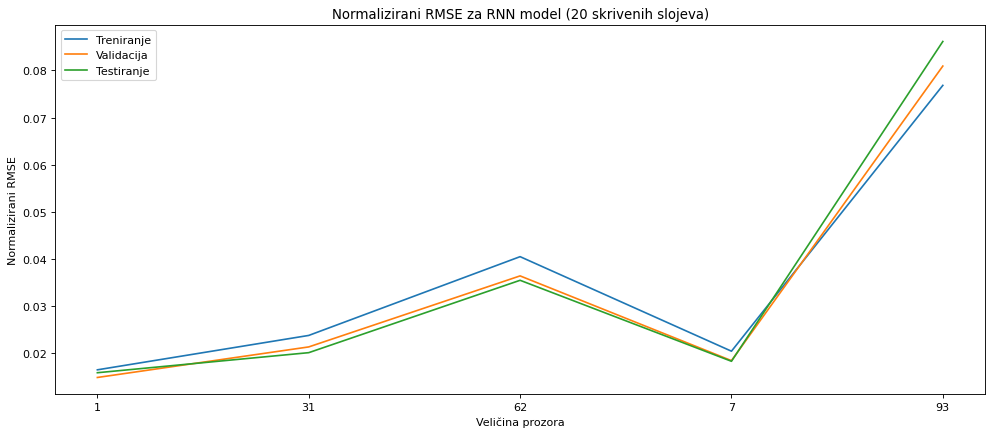 Normalizirani RMSE za RNN model (20 skrivenih slojeva)
Treniranje
Validacija
Testiranje
Normalizirani RMSE
0.08
0.07
0.06
0.05
0.04
0.03
0.02
1 31 62 7 93
Veličina prozora